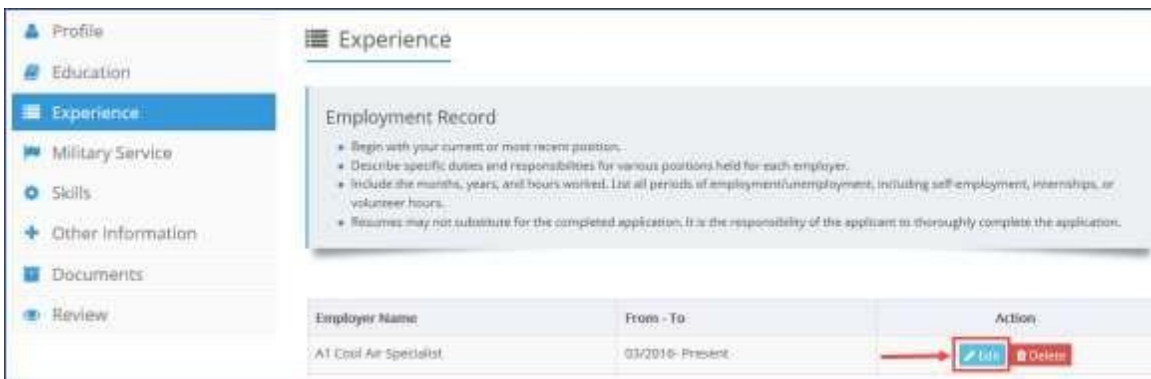 Profile
Education
Experience
Military Service
Skills
Other Information
Documents
Review
Experience
Employment Record
Begin with your current or most recent position.
Describe specific duties and responsibilities for various positions held for each employer.
Include the months, years, and hours worked. List all periods of employment/unemployment, including self-employment, internships, or
volunteer hours.
Resumes may not substitute for the completed application. It is the responsibility of the applicant to thoroughly complete the application.
Employer Name From - To Action
A1 Cool Air Specialist 03/2016- Present Edit Delete